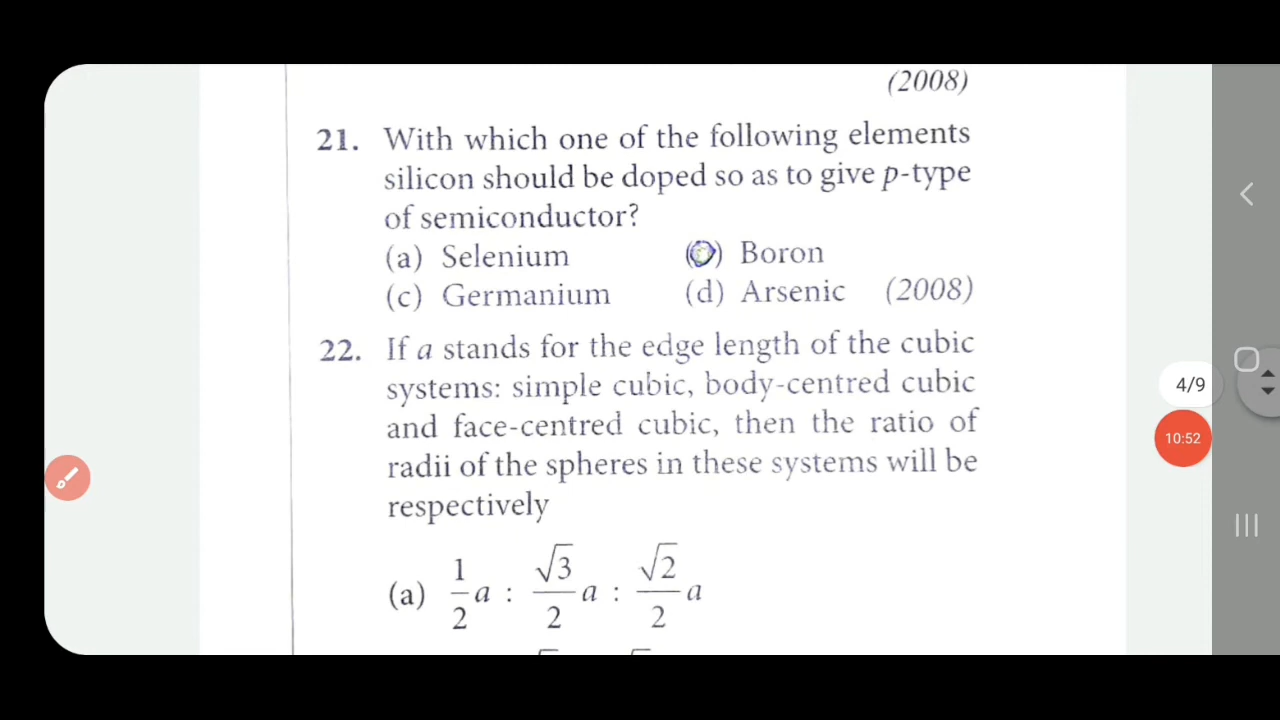 (2008)
21. With which one of the following elements
silicon should be doped so as to give p-type
of semiconductor?
(a) Selenium () Boron
(c) Germanium (d) Arsenic (2008)
22. If a stands for the edge length of the cubic
systems: simple cubic, body-centred cubic
and face-centred cubic, then the ratio of
radii of the spheres in these systems will be
respectively
(a) 1/2 a : √3/2 a : √2/2 a
4/9
10:52